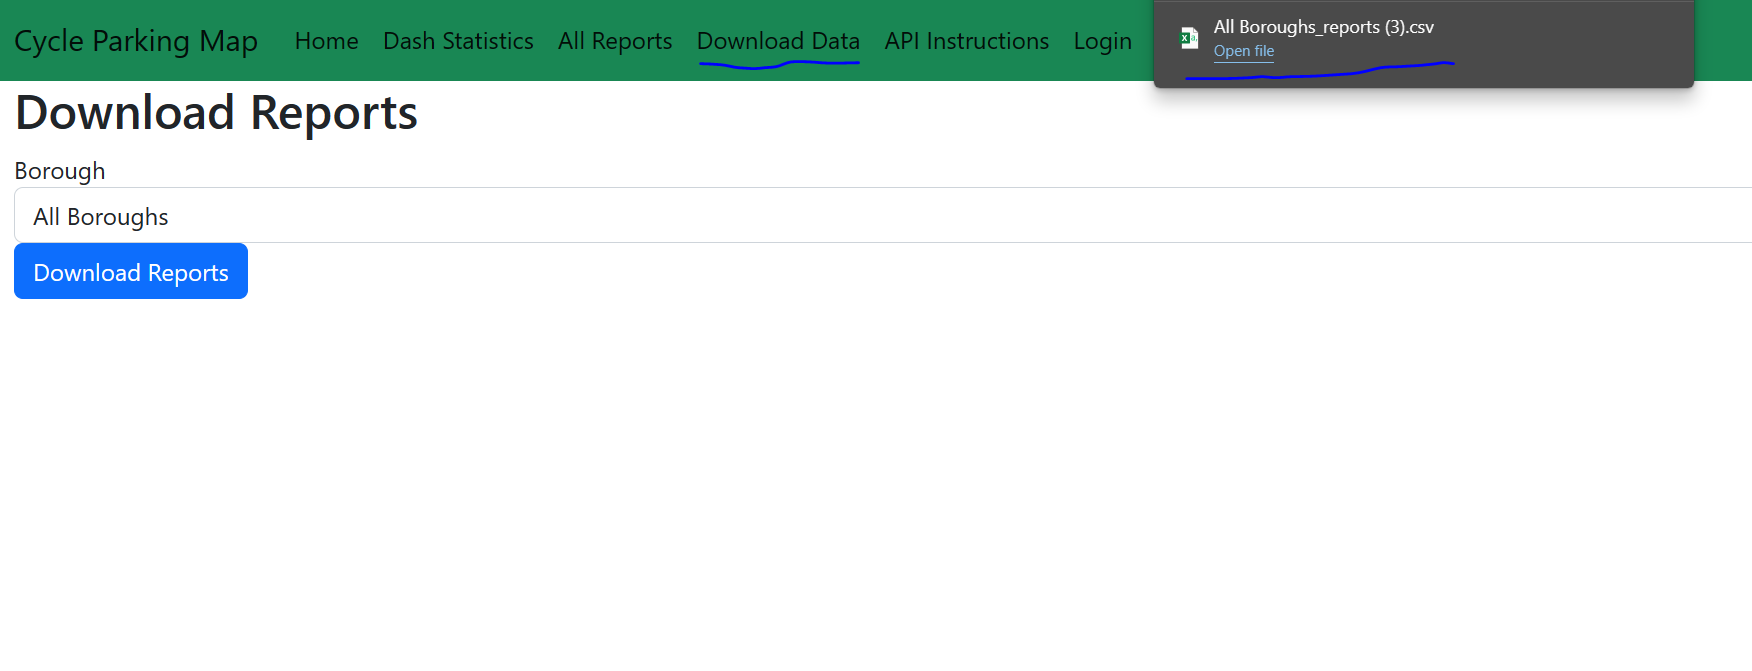 Cycle Parking Map Home Dash Statistics All Reports Download Data API Instructions Login
All Boroughs_reports (3).csv
Open file
Download Reports
Borough
All Boroughs
Download Reports